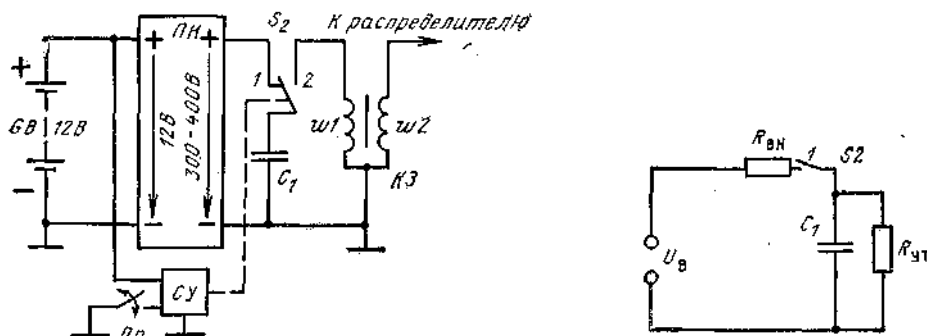 S₂
К распределителю
+ ПН +
1 2
+
GB 12В
12В
300-400В
w1 w2
C₁
КЗ
-
- -
СУ
Пр
Rвн
1 S2
C₁
Uв
Rут